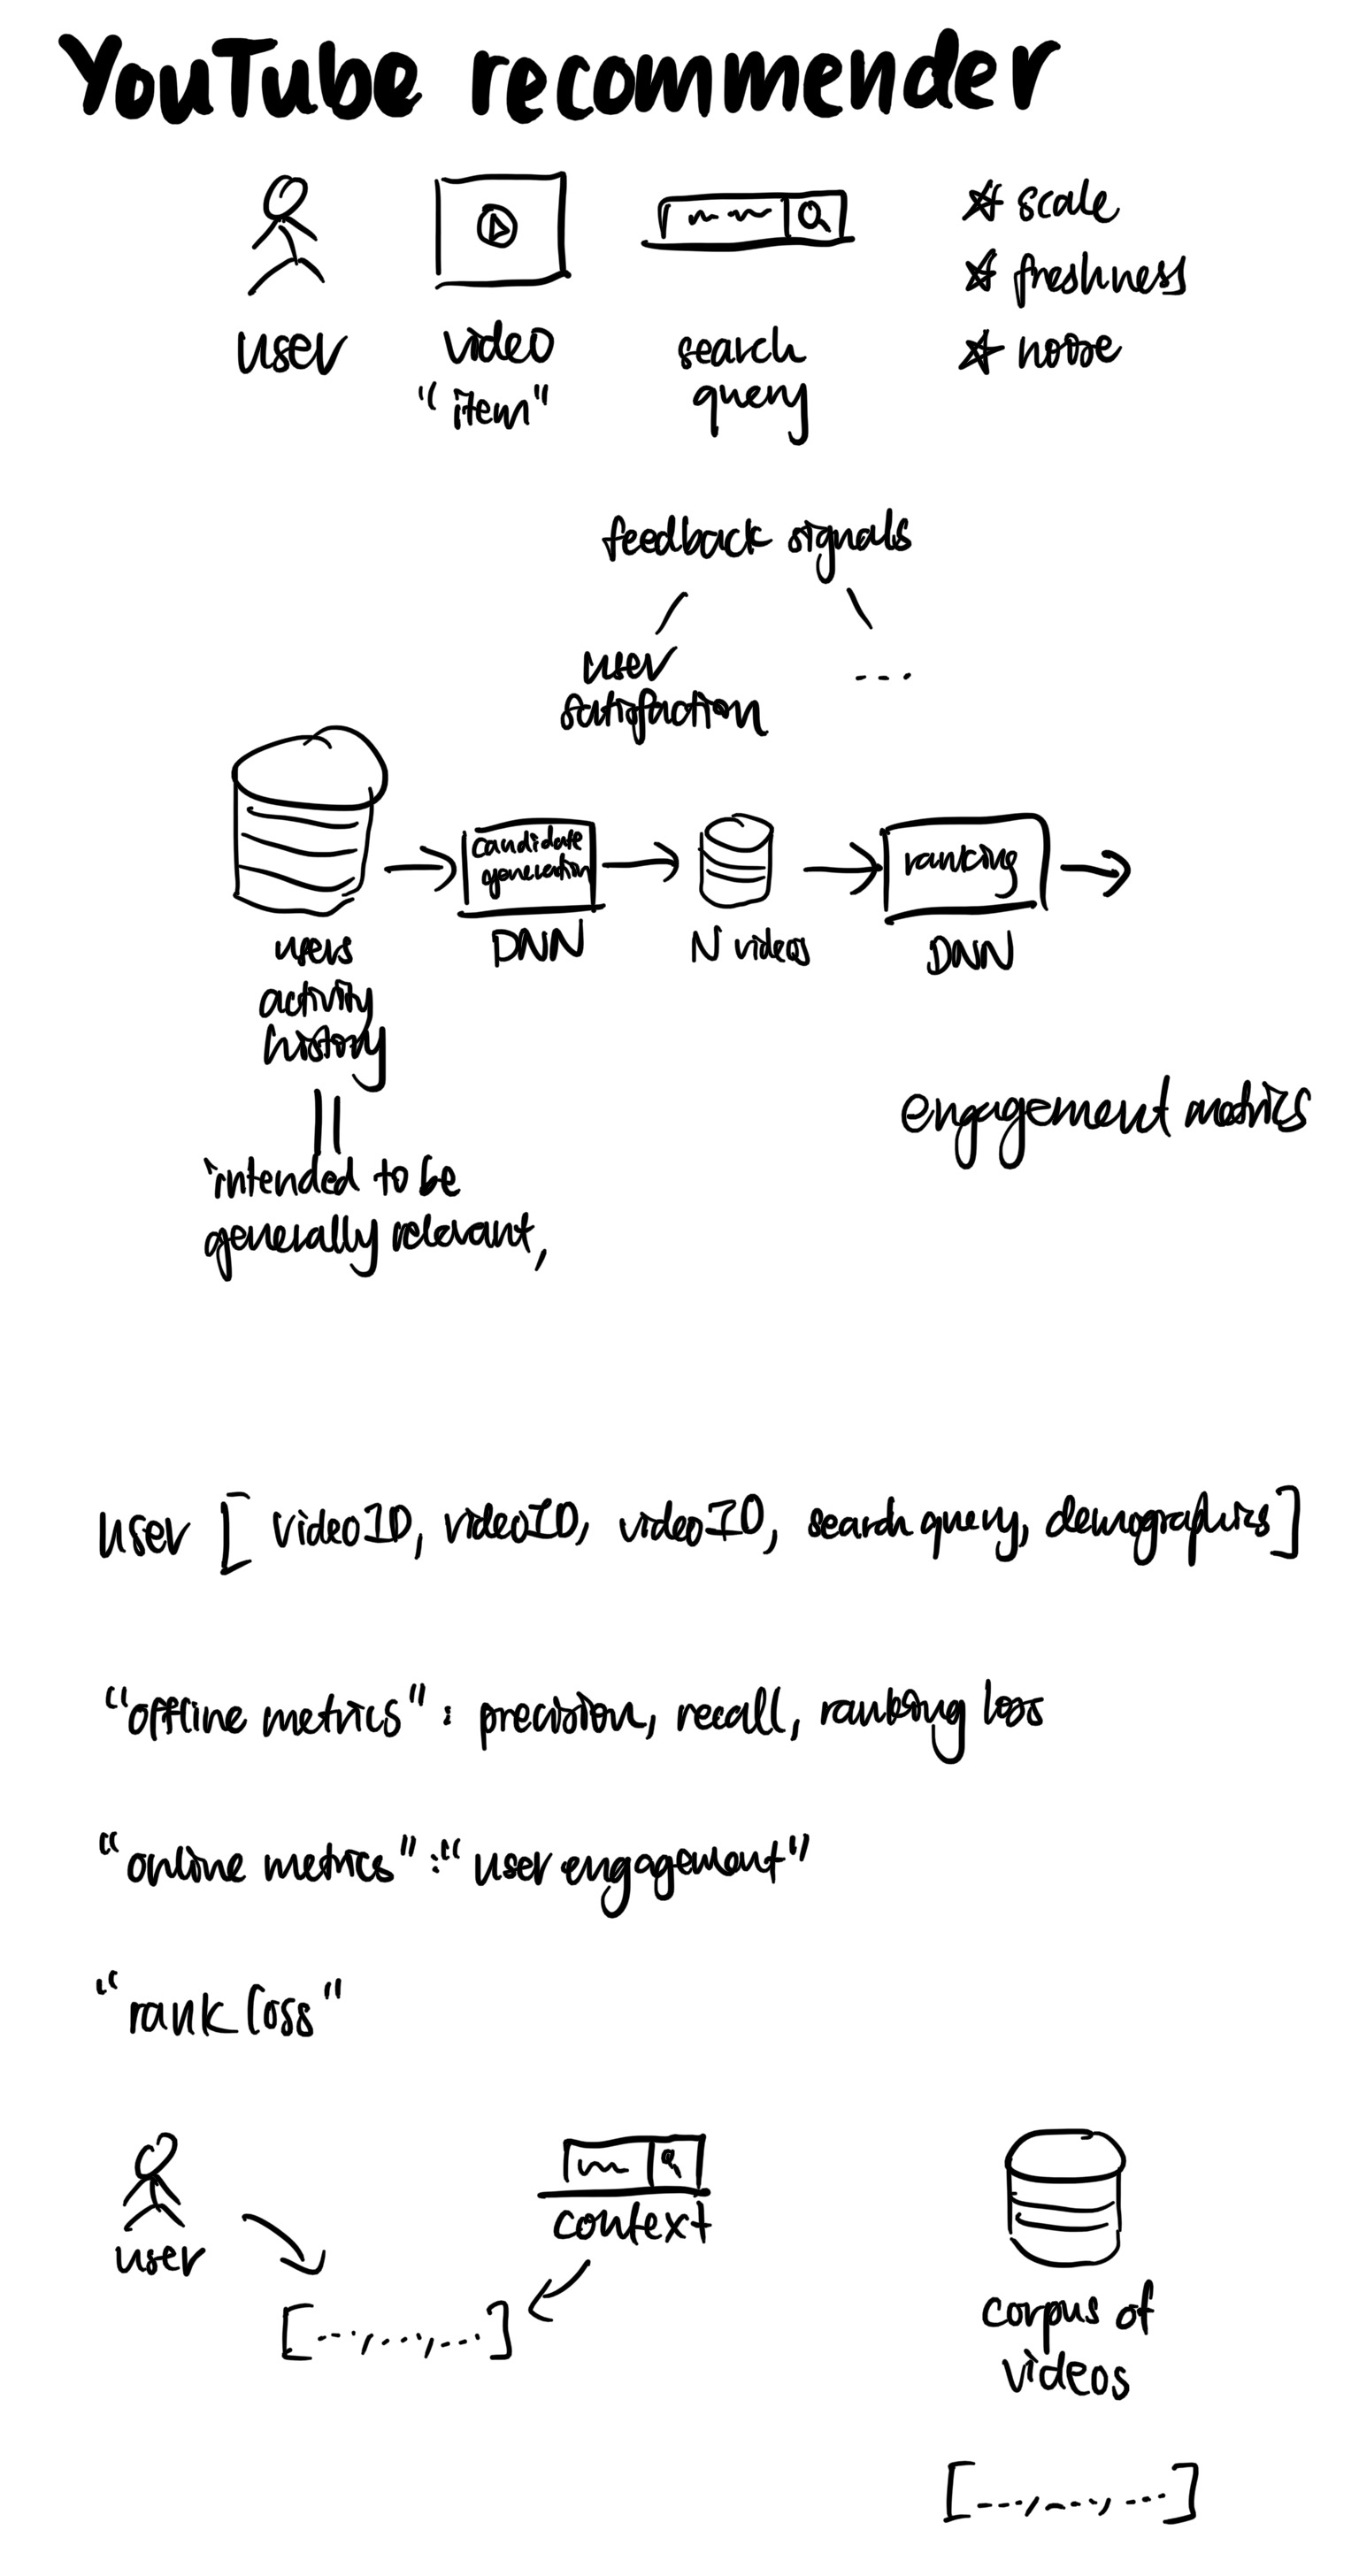 YouTube recommender
user
video
"item"
search
query
☆ scale
☆ freshness
☆ noise
feedback signals
user
satisfaction
...
users
activity
history
candidate
generation
DNN
N videos
ranking
DNN
intended to be
generally relevant,
engagement metrics
user [ videoID, videoID, videoID, search query, demographics ]
"offline metrics" : precision, recall, ranking loss
"online metrics" : "user engagement"
"rank loss"
user
context
[ ..., ..., ... ]
corpus of
videos
[ ..., ..., ... ]